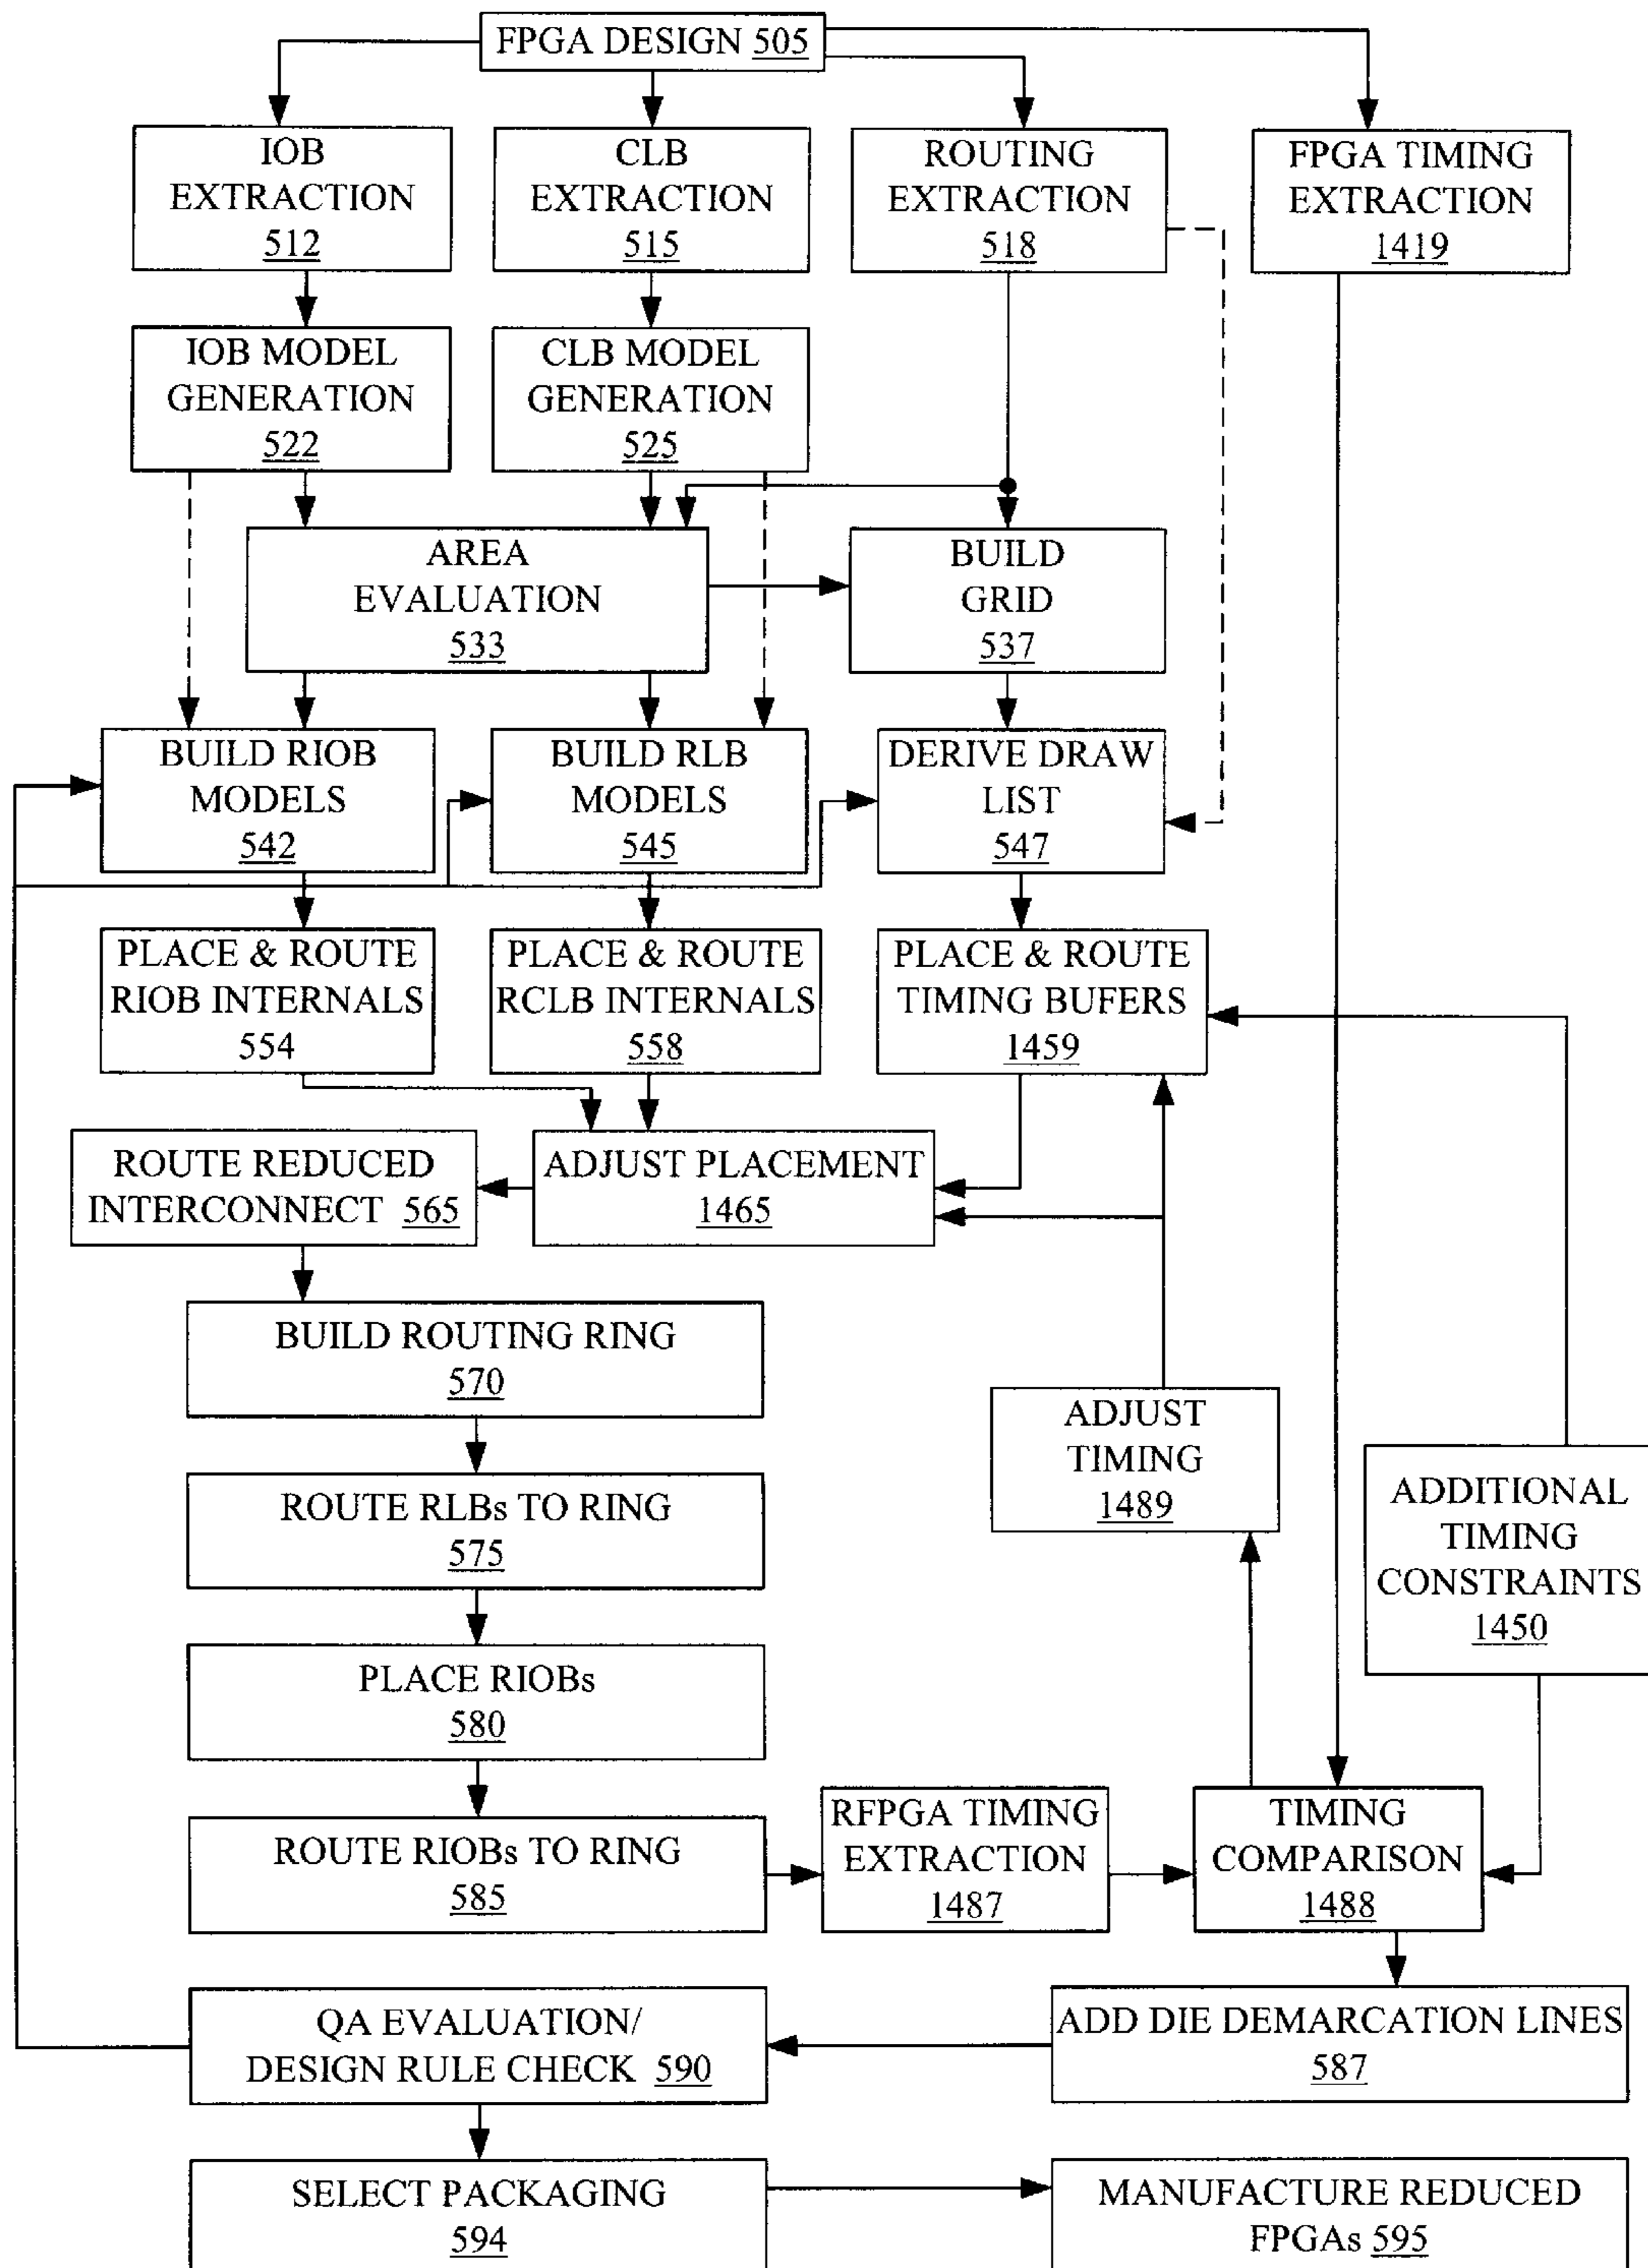 FPGA DESIGN 505
IOB
EXTRACTION
512
CLB
EXTRACTION
515
ROUTING
EXTRACTION
518
FPGA TIMING
EXTRACTION
1419
IOB MODEL
GENERATION
522
CLB MODEL
GENERATION
525
AREA
EVALUATION
533
BUILD
GRID
537
BUILD RIOB
MODELS
542
BUILD RLB
MODELS
545
DERIVE DRAW
LIST
547
PLACE & ROUTE
RIOB INTERNALS
554
PLACE & ROUTE
RCLB INTERNALS
558
PLACE & ROUTE
TIMING BUFERS
1459
ROUTE REDUCED
INTERCONNECT 565
ADJUST PLACEMENT
1465
BUILD ROUTING RING
570
ADJUST
TIMING
1489
ADDITIONAL
TIMING
CONSTRAINTS
1450
ROUTE RLBs TO RING
575
PLACE RIOBs
580
ROUTE RIOBs TO RING
585
RFPGA TIMING
EXTRACTION
1487
TIMING
COMPARISON
1488
QA EVALUATION/
DESIGN RULE CHECK 590
ADD DIE DEMARCATION LINES
587
SELECT PACKAGING
594
MANUFACTURE REDUCED
FPGAs 595